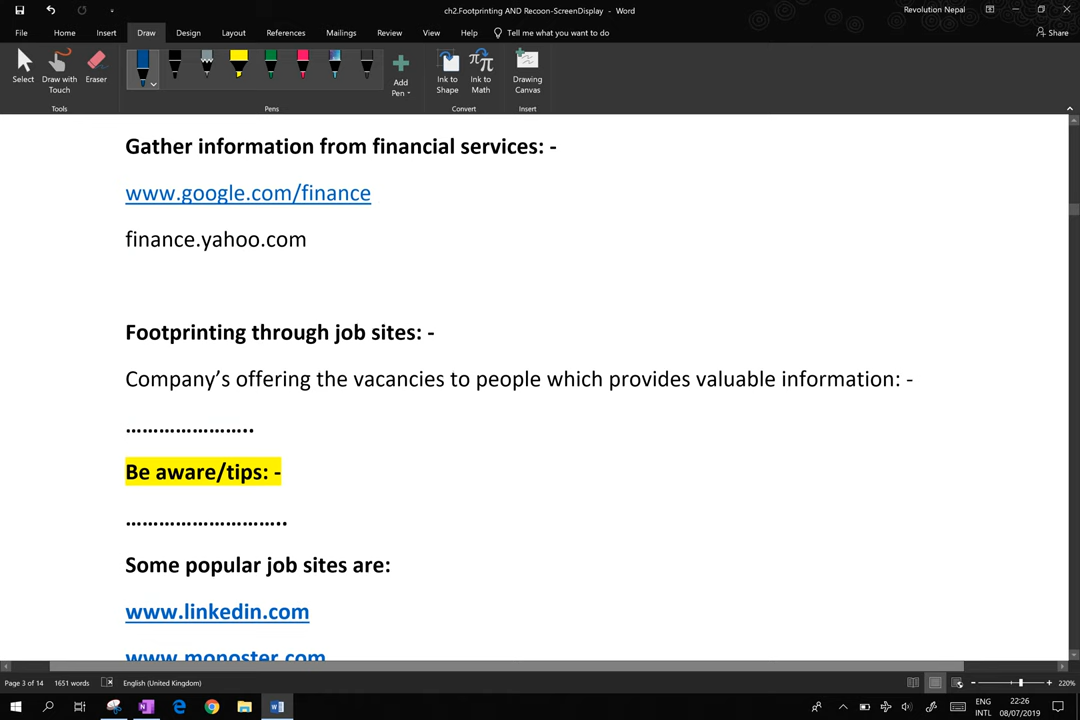 ch2.Footprinting AND Recoon-ScreenDisplay - Word
Revolution Nepal
File Home Insert Draw Design Layout References Mailings Review View Help Tell me what you want to do Share
Select Draw with Touch Eraser Add Pen Ink to Shape Ink to Math Drawing Canvas
Tools Pens Convert Insert
Gather information from financial services: -
www.google.com/finance
finance.yahoo.com
Footprinting through job sites: -
Company's offering the vacancies to people which provides valuable information: -
…………………..
Be aware/tips: -
………………………..
Some popular job sites are:
www.linkedin.com
www.monoster.com
Page 3 of 14 1651 words English (United Kingdom) 220%
ENG 22:26
INTL 08/07/2019